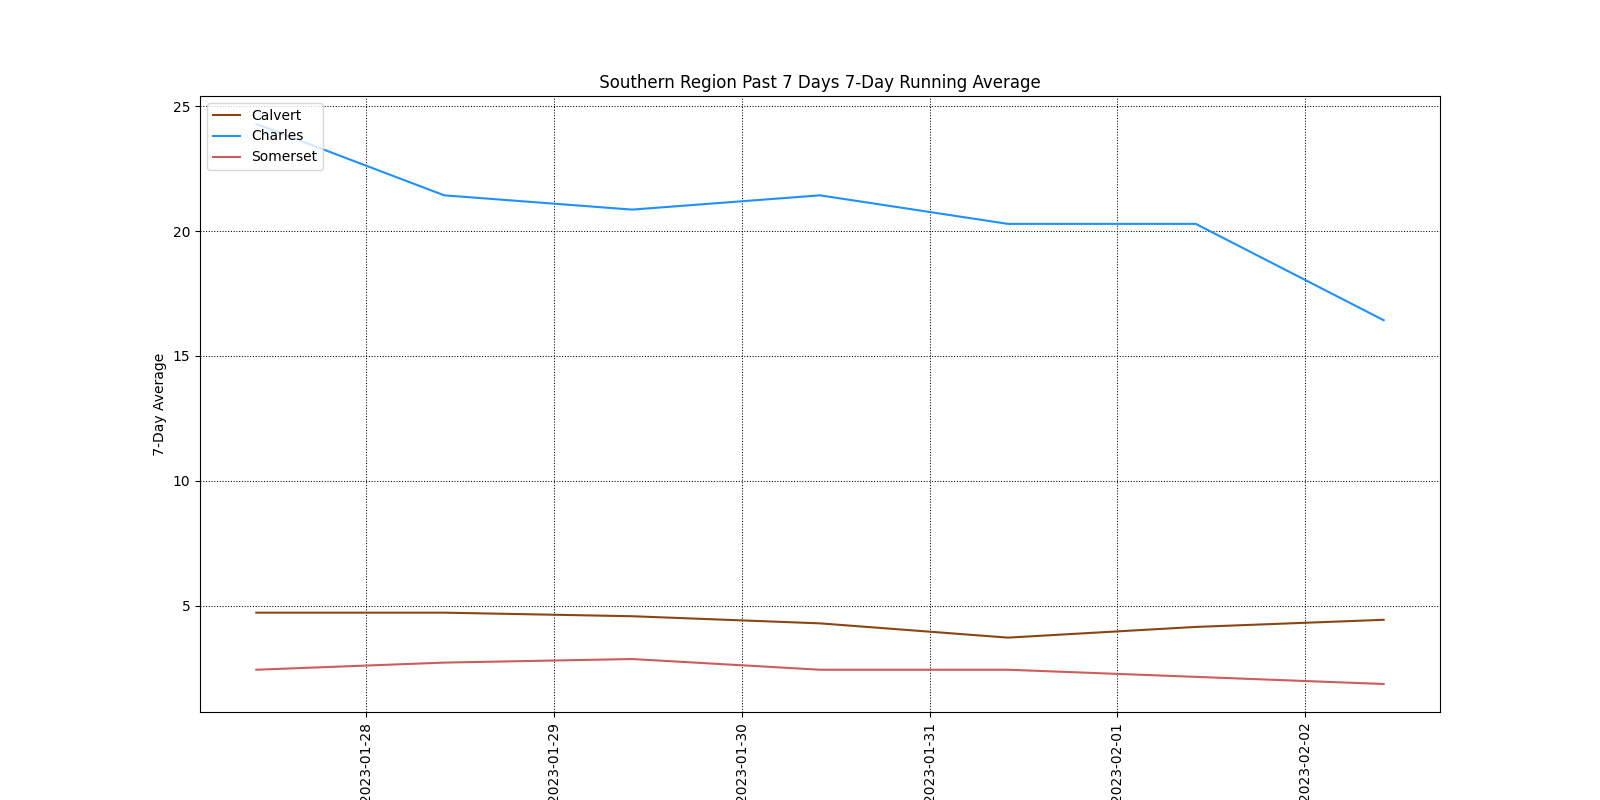 Southern Region Past 7 Days 7-Day Running Average
Calvert
Charles
Somerset
7-Day Average
25
20
15
10
5
2023-01-28
2023-01-29
2023-01-30
2023-01-31
2023-02-01
2023-02-02